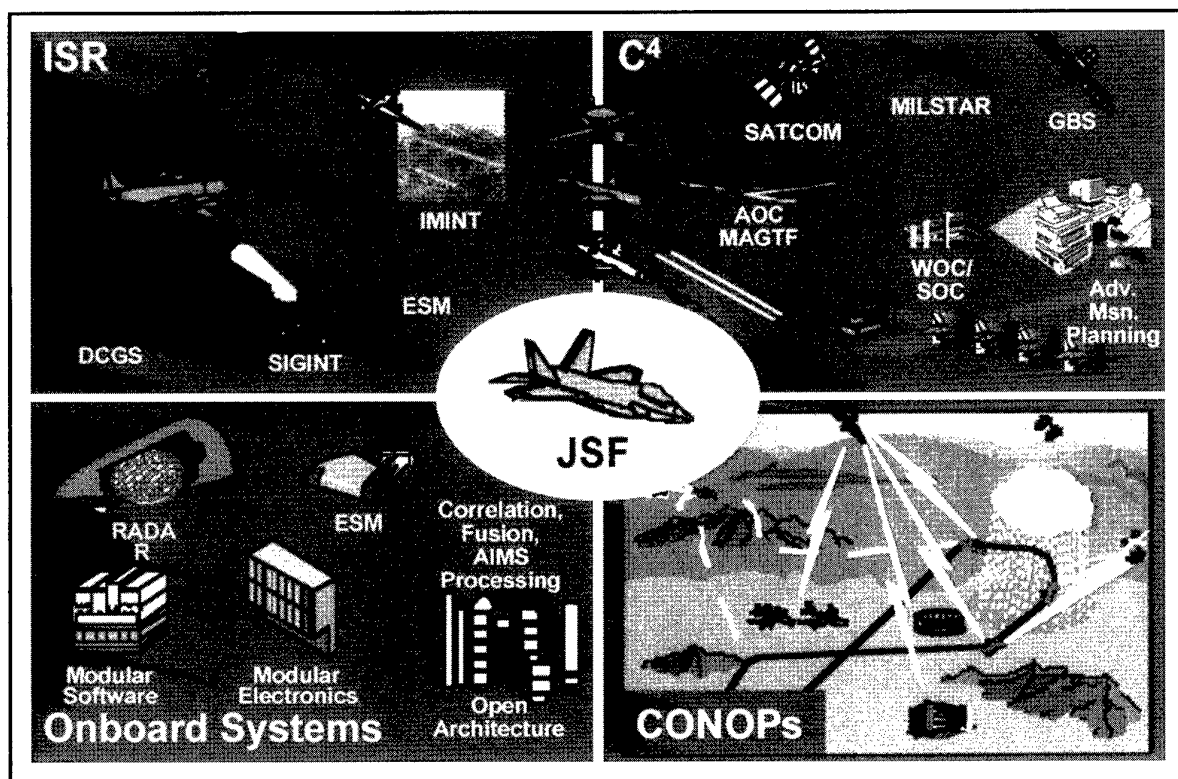 ISR
IMINT
ESM
DCGS
SIGINT
C⁴
SATCOM
MILSTAR
GBS
AOC
MAGTF
WOC/
SOC
Adv.
Msn.
Planning
JSF
RADA
R
ESM
Correlation,
Fusion,
AIMS
Processing
Modular
Software
Modular
Electronics
Open
Architecture
Onboard Systems
CONOPs